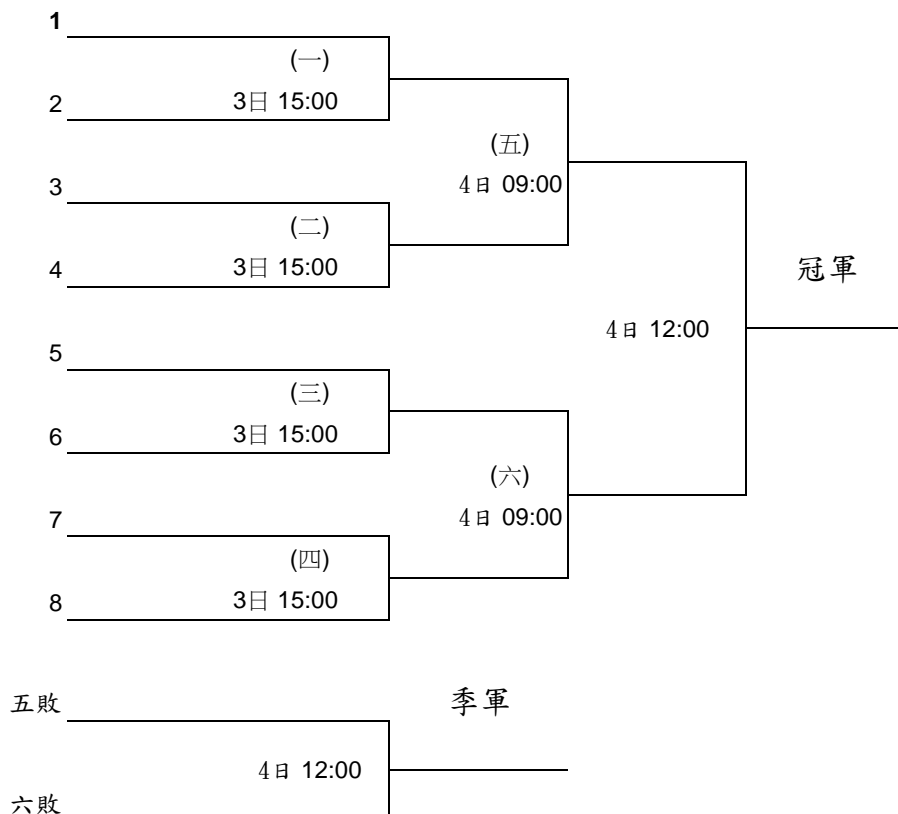 1
(一)
2
3日 15:00
(五)
3
4日 09:00
(二)
4
3日 15:00
冠軍
4日 12:00
5
(三)
6
3日 15:00
(六)
7
4日 09:00
(四)
8
3日 15:00
五敗
季軍
4日 12:00
六敗